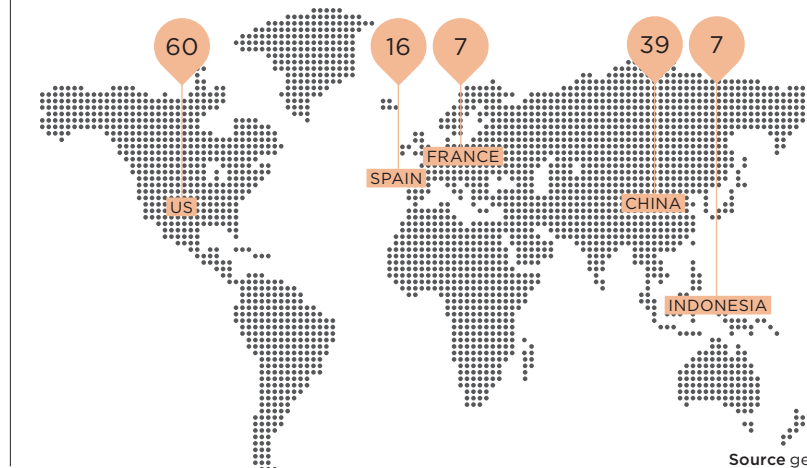 60
16
7
39
7
FRANCE
SPAIN
US
CHINA
INDONESIA
Source